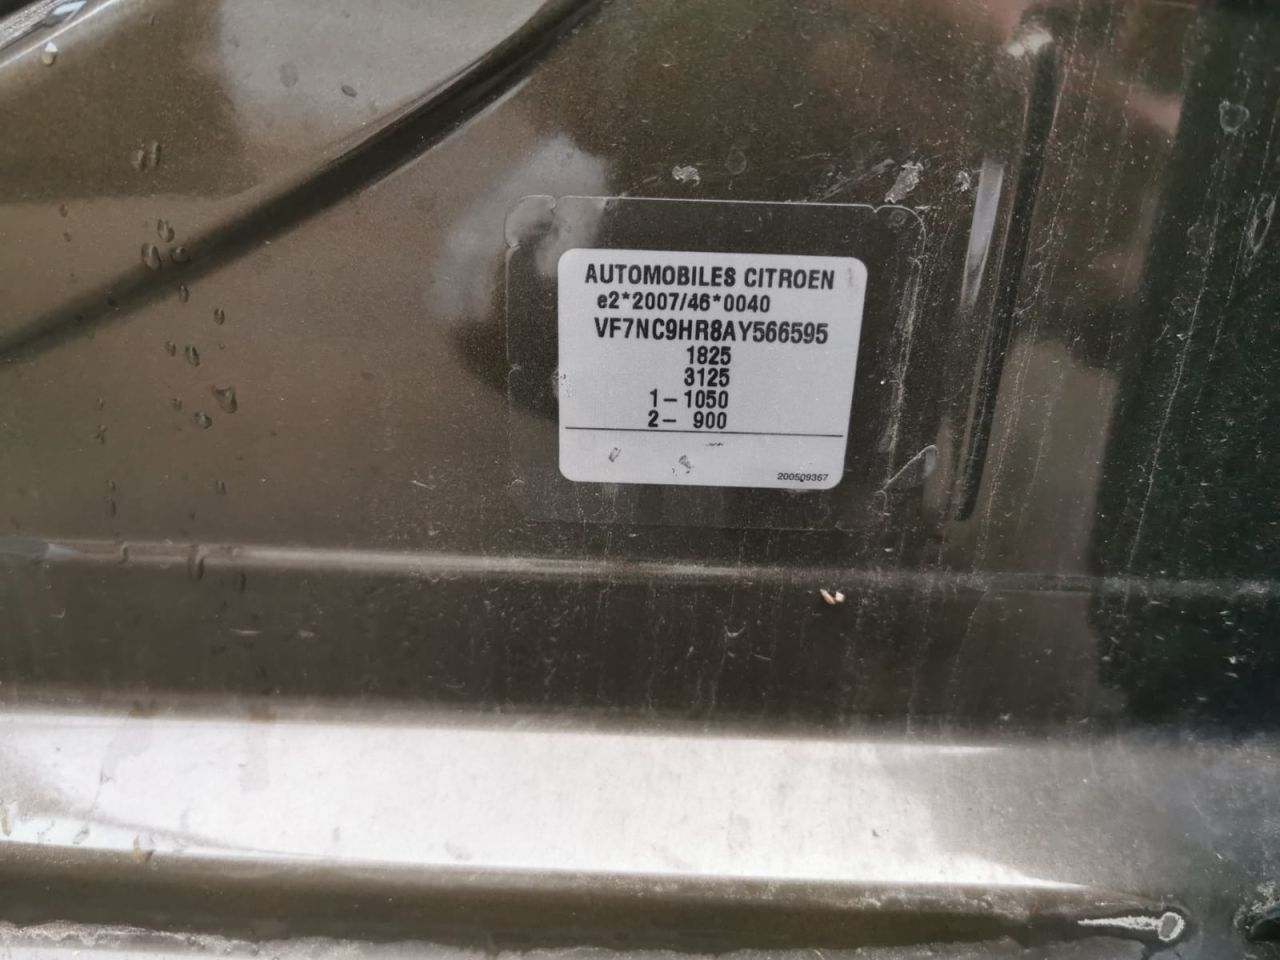 AUTOMOBILES CITROEN
e2*2007/46*0040
VF7NC9HR8AY566595
1825
3125
1- 1050
2- 900
200509367